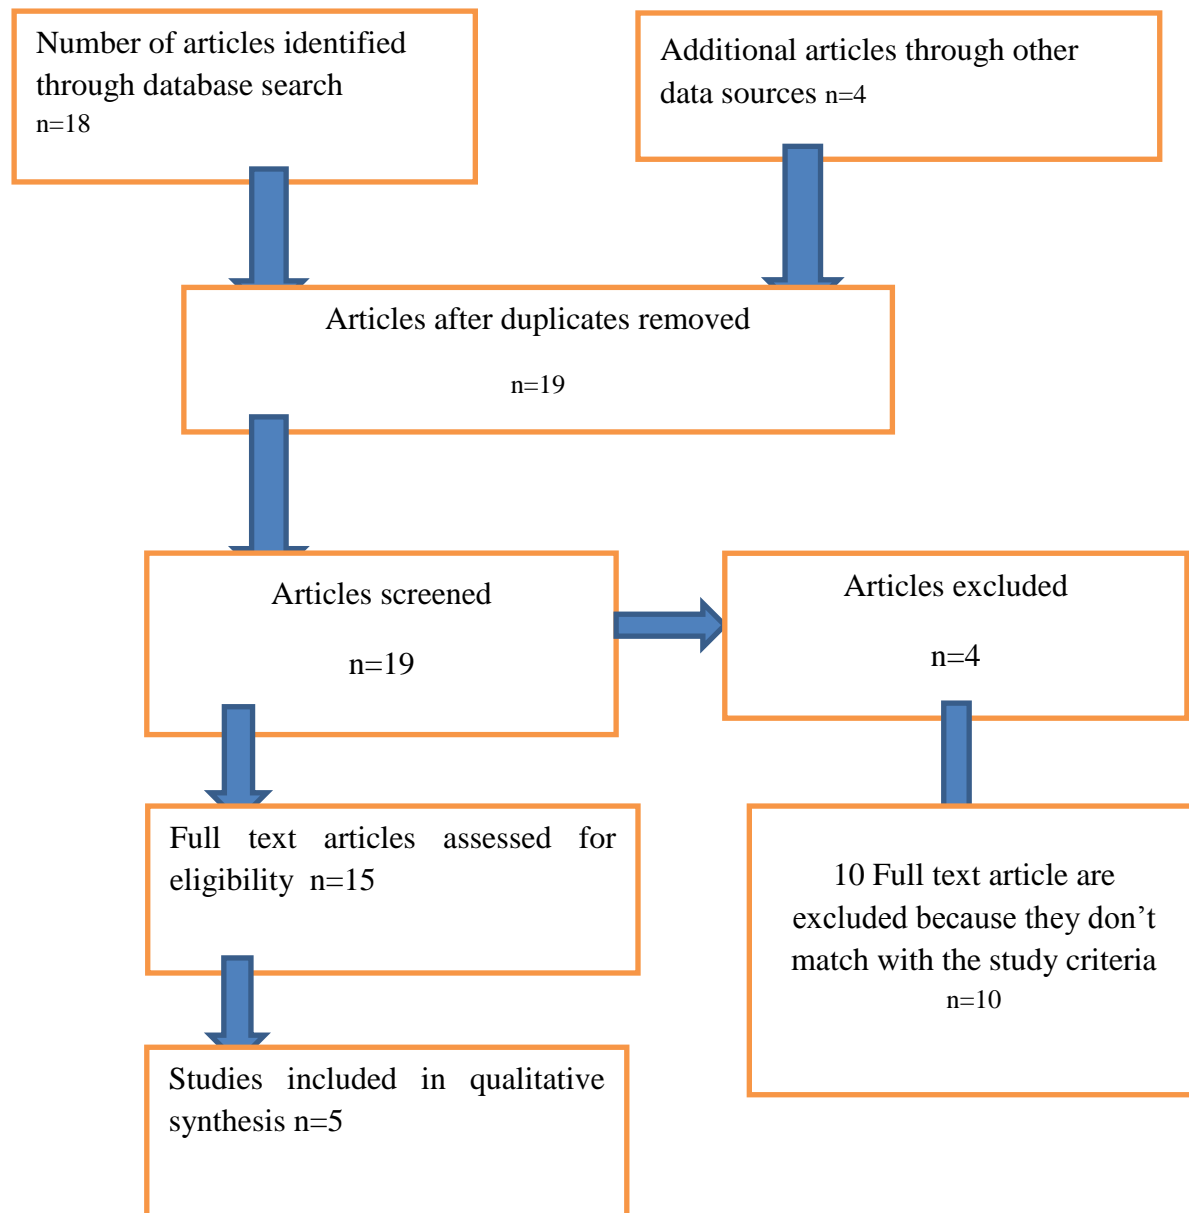 Number of articles identified
through database search
n=18
Additional articles through other
data sources n=4
Articles after duplicates removed
n=19
Articles screened
n=19
Articles excluded
n=4
Full text articles assessed for
eligibility n=15
10 Full text article are
excluded because they don’t
match with the study criteria
n=10
Studies included in qualitative
synthesis n=5